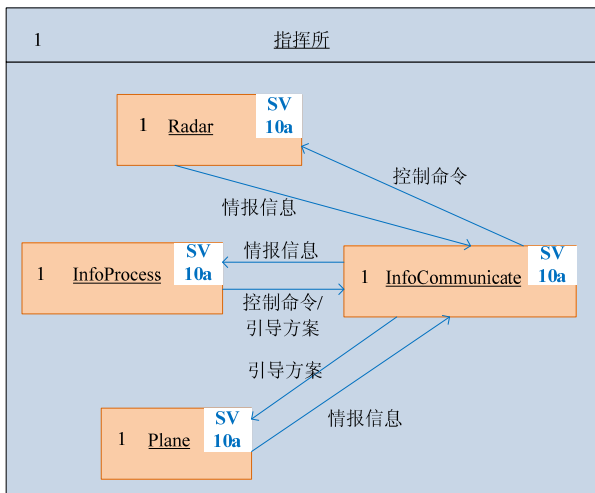 1 指挥所
1 Radar
SV
10a
控制命令
情报信息
1 InfoProcess
SV
10a
情报信息
控制命令/
引导方案
1 InfoCommunicate
SV
10a
引导方案
情报信息
1 Plane
SV
10a